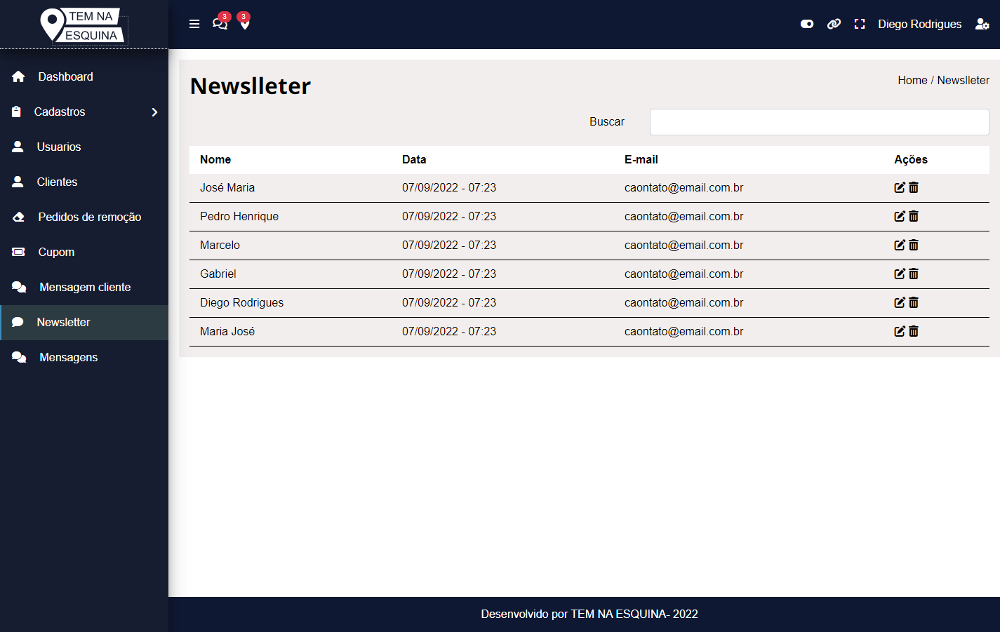 TEM NA
ESQUINA
3 3
Diego Rodrigues
Dashboard
Cadastros
Usuarios
Clientes
Pedidos de remoção
Cupom
Mensagem cliente
Newsletter
Mensagens
Newslleter
Home / Newslleter
Buscar
Nome Data E-mail Ações
José Maria 07/09/2022 - 07:23 caontato@email.com.br
Pedro Henrique 07/09/2022 - 07:23 caontato@email.com.br
Marcelo 07/09/2022 - 07:23 caontato@email.com.br
Gabriel 07/09/2022 - 07:23 caontato@email.com.br
Diego Rodrigues 07/09/2022 - 07:23 caontato@email.com.br
Maria José 07/09/2022 - 07:23 caontato@email.com.br
Desenvolvido por TEM NA ESQUINA- 2022